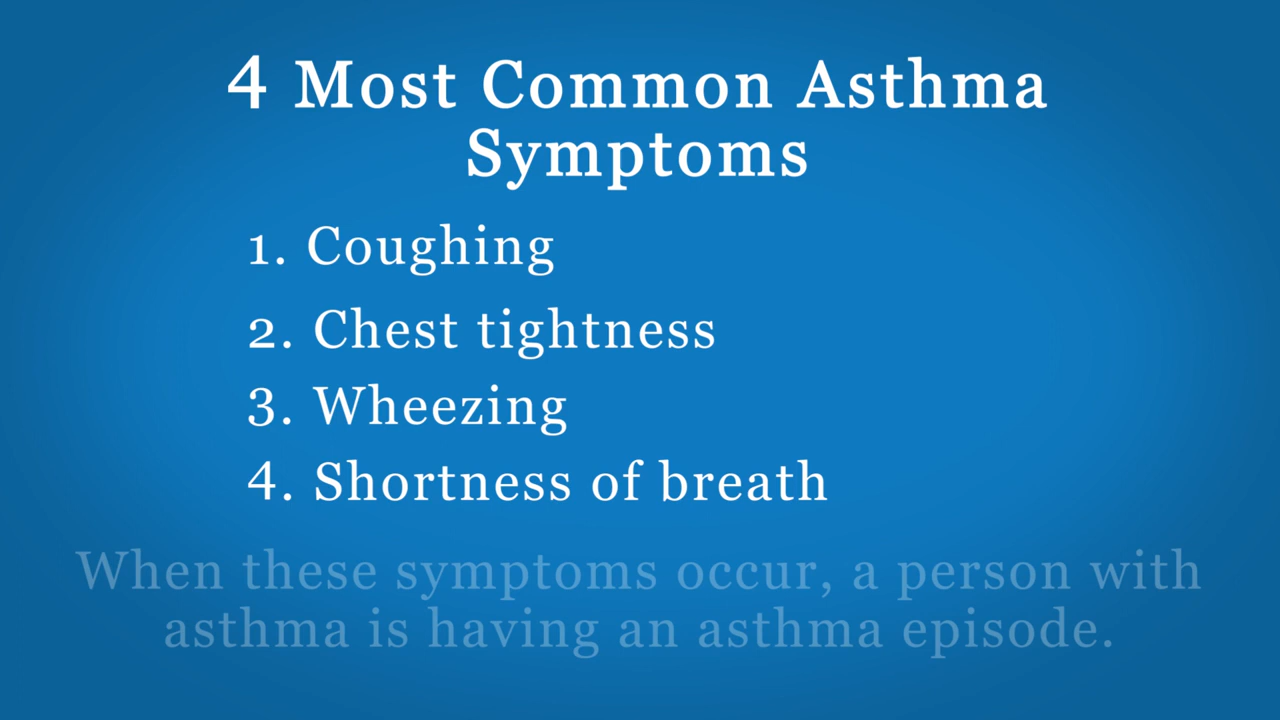 4 Most Common Asthma
Symptoms
1. Coughing
2. Chest tightness
3. Wheezing
4. Shortness of breath
When these symptoms occur, a person with
asthma is having an asthma episode.